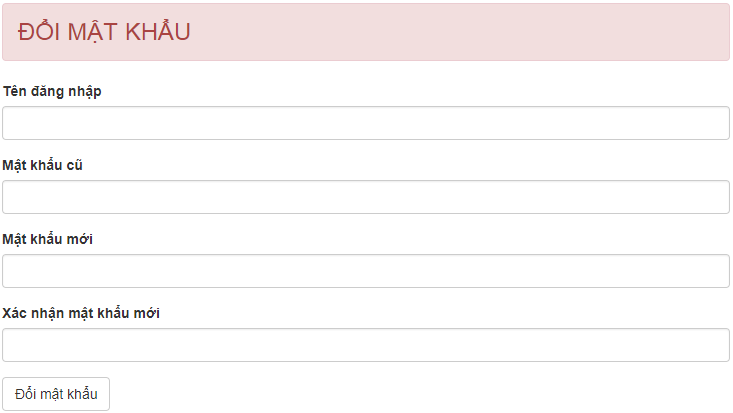 ĐỔI MẬT KHẨU
Tên đăng nhập
Mật khẩu cũ
Mật khẩu mới
Xác nhận mật khẩu mới
Đổi mật khẩu